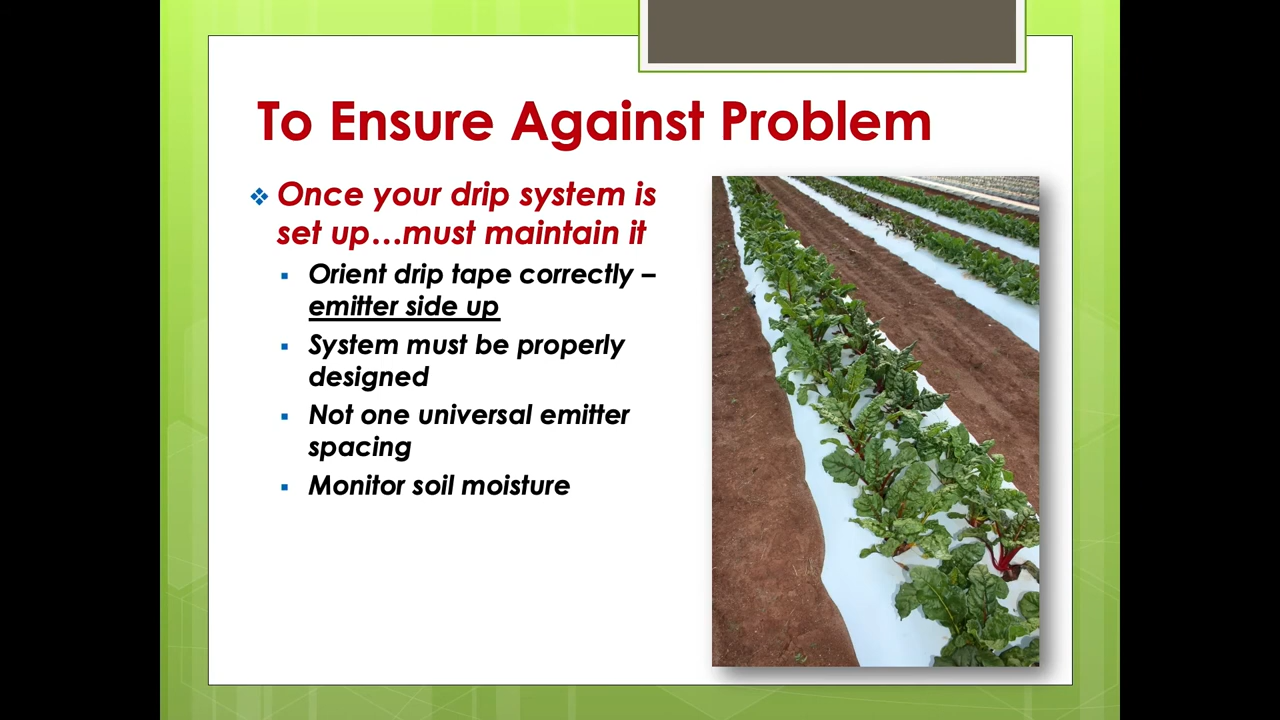 To Ensure Against Problem
Once your drip system is
set up...must maintain it
Orient drip tape correctly –
emitter side up
System must be properly
designed
Not one universal emitter
spacing
Monitor soil moisture